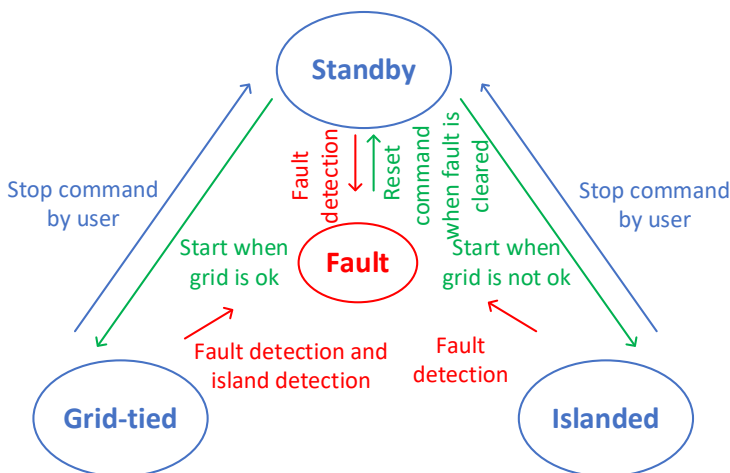 Standby
Fault
detection
Reset
command
when fault is
cleared
Stop command
by user
Stop command
by user
Start when
grid is ok
Fault
Start when
grid is not ok
Fault detection and
island detection
Fault
detection
Grid-tied
Islanded